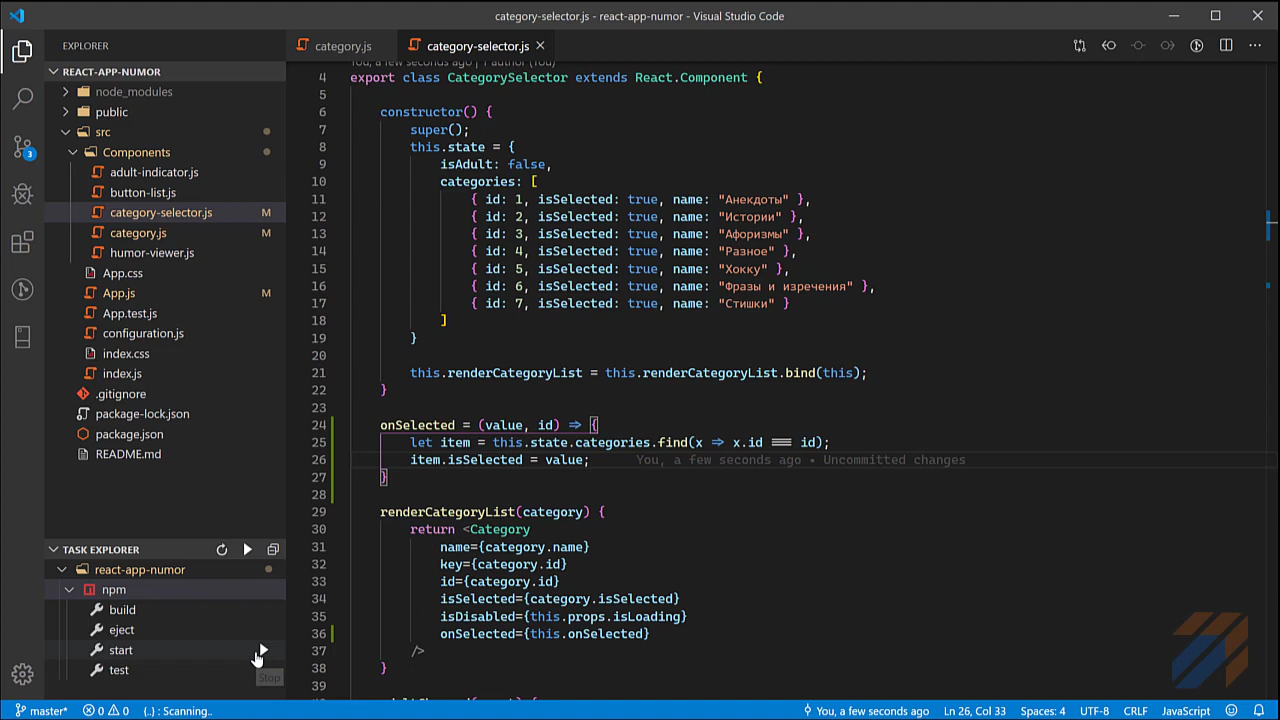 category-selector.js - react-app-numor - Visual Studio Code
EXPLORER
category.js
category-selector.js
REACT-APP-NUMOR
node_modules
public
src
Components
adult-indicator.js
button-list.js
category-selector.js M
category.js M
humor-viewer.js
App.css
App.js M
App.test.js
configuration.js
index.css
index.js
.gitignore
package-lock.json
package.json
README.md
TASK EXPLORER
react-app-numor
npm
build
eject
start
test
Stop
3
You, a few seconds ago | 1 author (You)
4 export class CategorySelector extends React.Component {
5
6 constructor() {
7 super();
8 this.state = {
9 isAdult: false,
10 categories: [
11 { id: 1, isSelected: true, name: "Анекдоты" },
12 { id: 2, isSelected: true, name: "Истории" },
13 { id: 3, isSelected: true, name: "Афоризмы" },
14 { id: 4, isSelected: true, name: "Разное" },
15 { id: 5, isSelected: true, name: "Хокку" },
16 { id: 6, isSelected: true, name: "Фразы и изречения" },
17 { id: 7, isSelected: true, name: "Стишки" }
18 ]
19 }
20
21 this.renderCategoryList = this.renderCategoryList.bind(this);
22 }
23
24 onSelected = (value, id) => {
25 let item = this.state.categories.find(x => x.id === id);
26 item.isSelected = value; You, a few seconds ago • Uncommitted changes
27 }
28
29 renderCategoryList(category) {
30 return <Category
31 name={category.name}
32 key={category.id}
33 id={category.id}
34 isSelected={category.isSelected}
35 isDisabled={this.props.isLoading}
36 onSelected={this.onSelected}
37 />
38 }
39
master* 0 0 {..} : Scanning.. You, a few seconds ago Ln 26, Col 33 Spaces: 4 UTF-8 CRLF JavaScript